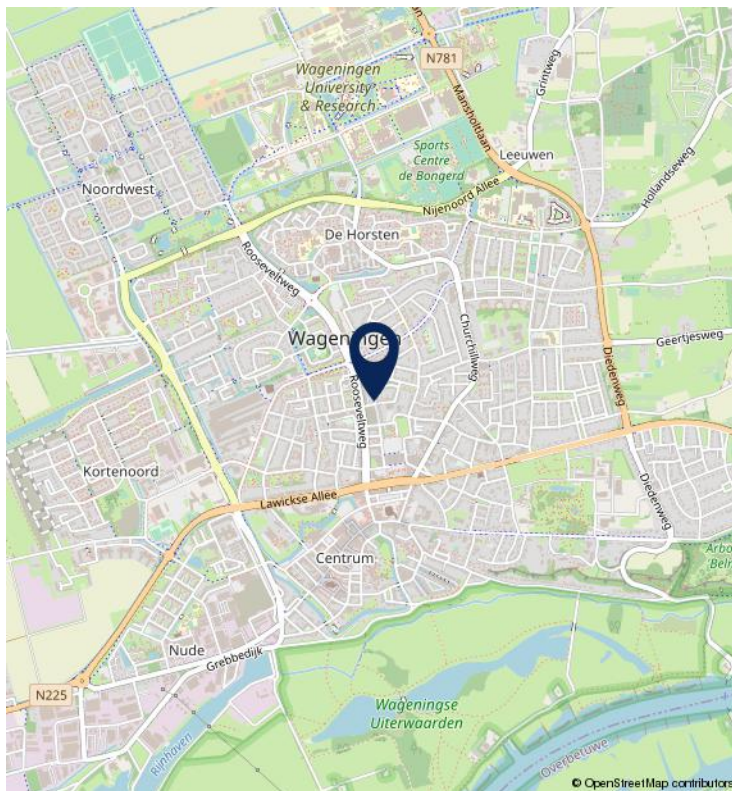 N781
Wageningen
University
& Research
Mansholtlaan
Grintweg
Sports
Centre
de Bongerd
Leeuwen
Hollandseweg
Noordwest
Nijenoord Allee
De Horsten
Rooseveltweg
Churchillweg
Wageningen
Geertjesweg
Diedenweg
Rooseveltweg
Kortenoord
Lawickse Allee
Diedenweg
Centrum
Nude
Grebbedijk
N225
Wageningse
Uiterwaarden
Rijnhaven
Overbetuwe
© OpenStreetMap contributors